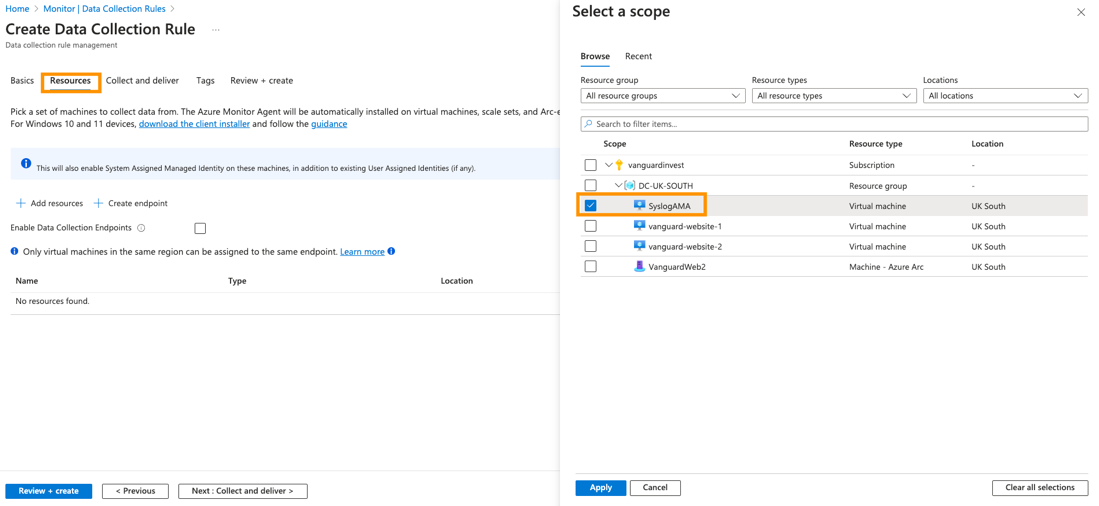 Home > Monitor | Data Collection Rules >
Create Data Collection Rule ...
Data collection rule management
Basics Resources Collect and deliver Tags Review + create
Pick a set of machines to collect data from. The Azure Monitor Agent will be automatically installed on virtual machines, scale sets, and Arc-e
For Windows 10 and 11 devices, download the client installer and follow the guidance
This will also enable System Assigned Managed Identity on these machines, in addition to existing User Assigned Identities (if any).
+ Add resources + Create endpoint
Enable Data Collection Endpoints
Only virtual machines in the same region can be assigned to the same endpoint. Learn more
Name Type Location
No resources found.
Review + create < Previous Next : Collect and deliver >
Select a scope
Browse Recent
Resource group Resource types Locations
All resource groups All resource types All locations
Search to filter items...
Scope Resource type Location
vanguardinvest Subscription -
DC-UK-SOUTH Resource group -
SyslogAMA Virtual machine UK South
vanguard-website-1 Virtual machine UK South
vanguard-website-2 Virtual machine UK South
VanguardWeb2 Machine - Azure Arc UK South
Apply Cancel Clear all selections